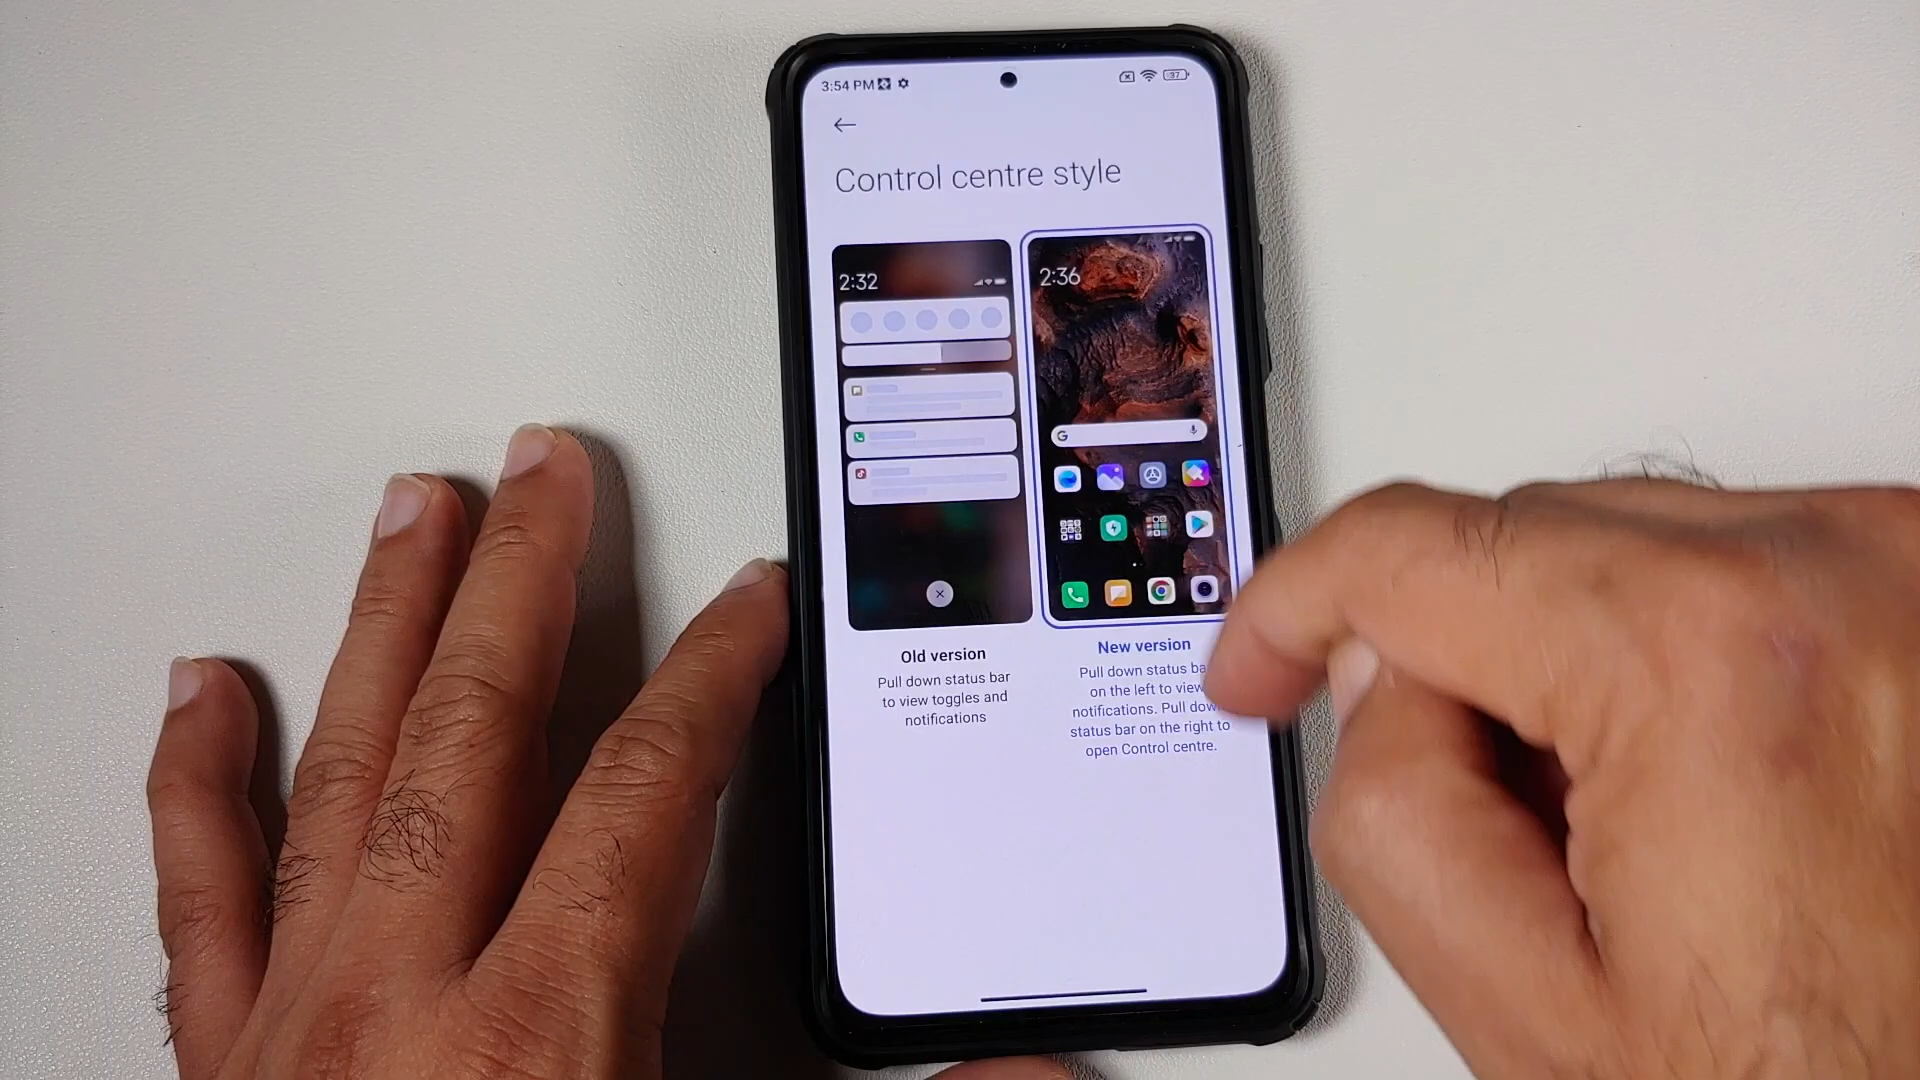 3:54 PM
37
Control centre style
2:32
2:36
Old version
Pull down status bar
to view toggles and
notifications
New version
Pull down status
on the left to view
notifications. Pull down
status bar on the right to
open Control centre.